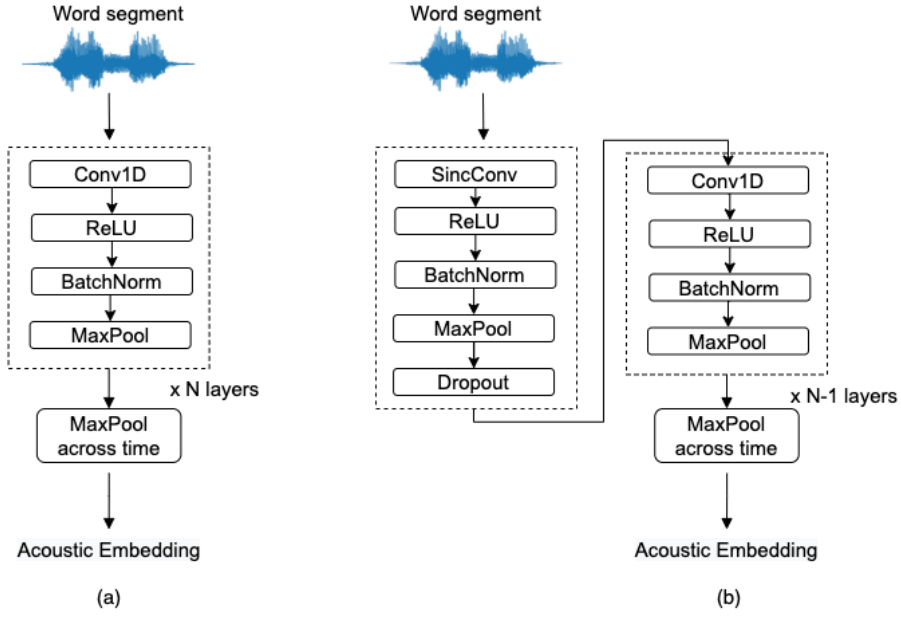 Word segment
Conv1D
ReLU
BatchNorm
MaxPool
x N layers
MaxPool
across time
Acoustic Embedding
(a)
Word segment
SincConv
ReLU
BatchNorm
MaxPool
Dropout
Conv1D
ReLU
BatchNorm
MaxPool
x N-1 layers
MaxPool
across time
Acoustic Embedding
(b)